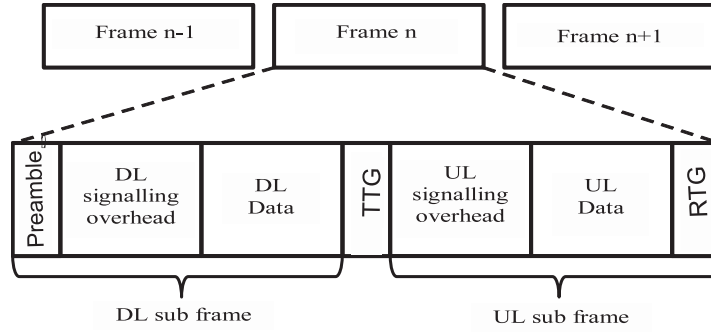 Frame n-1
Frame n
Frame n+1
Preamble
DL
signalling
overhead
DL
Data
TTG
UL
signalling
overhead
UL
Data
RTG
DL sub frame
UL sub frame